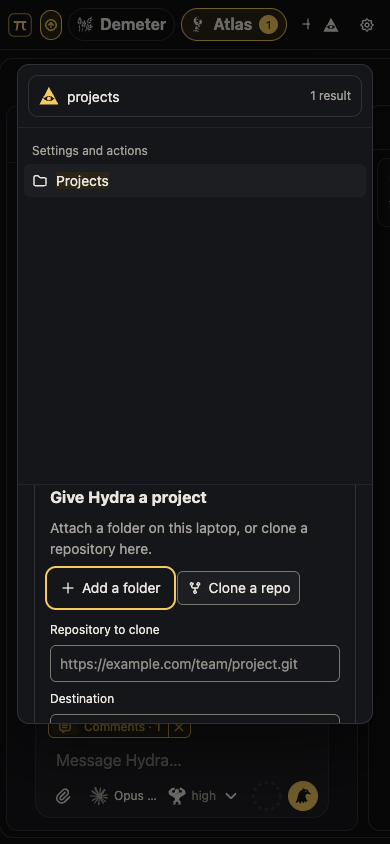 π Demeter Atlas 1
projects 1 result
Settings and actions
Projects
Give Hydra a project
Attach a folder on this laptop, or clone a
repository here.
+ Add a folder Clone a repo
Repository to clone
https://example.com/team/project.git
Destination
Comments · 1 ×
Message Hydra...
Opus ... high